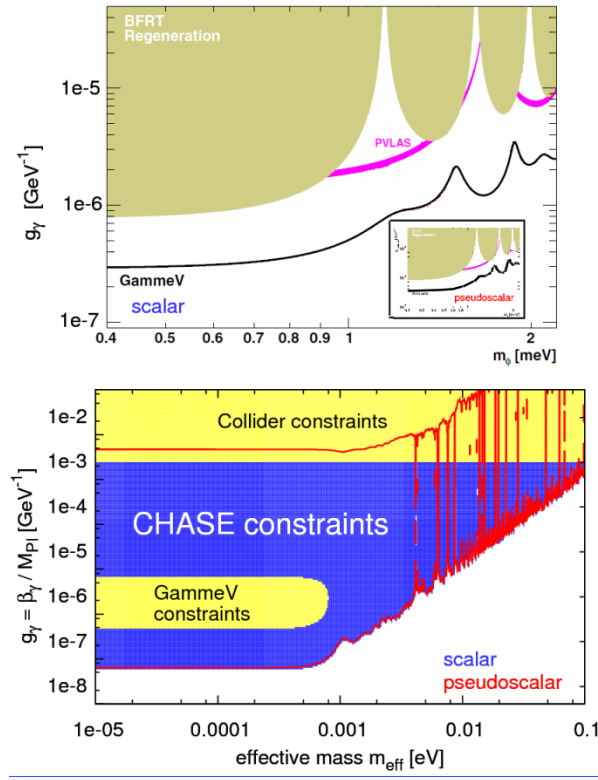 BFRT
Regeneration
1e-5
PVLAS
1e-6
g_γ [GeV⁻¹]
GammeV
scalar
pseudoscalar
1e-7
0.4 0.5 0.6 0.7 0.8 0.9 1 2
m_ϕ [meV]
1e-2
Collider constraints
1e-3
CHASE constraints
1e-4
1e-5
GammeV
constraints
1e-6
1e-7
1e-8
g_γ = β_γ / M_Pl [GeV⁻¹]
scalar
pseudoscalar
1e-05 0.0001 0.001 0.01 0.1
effective mass m_eff [eV]